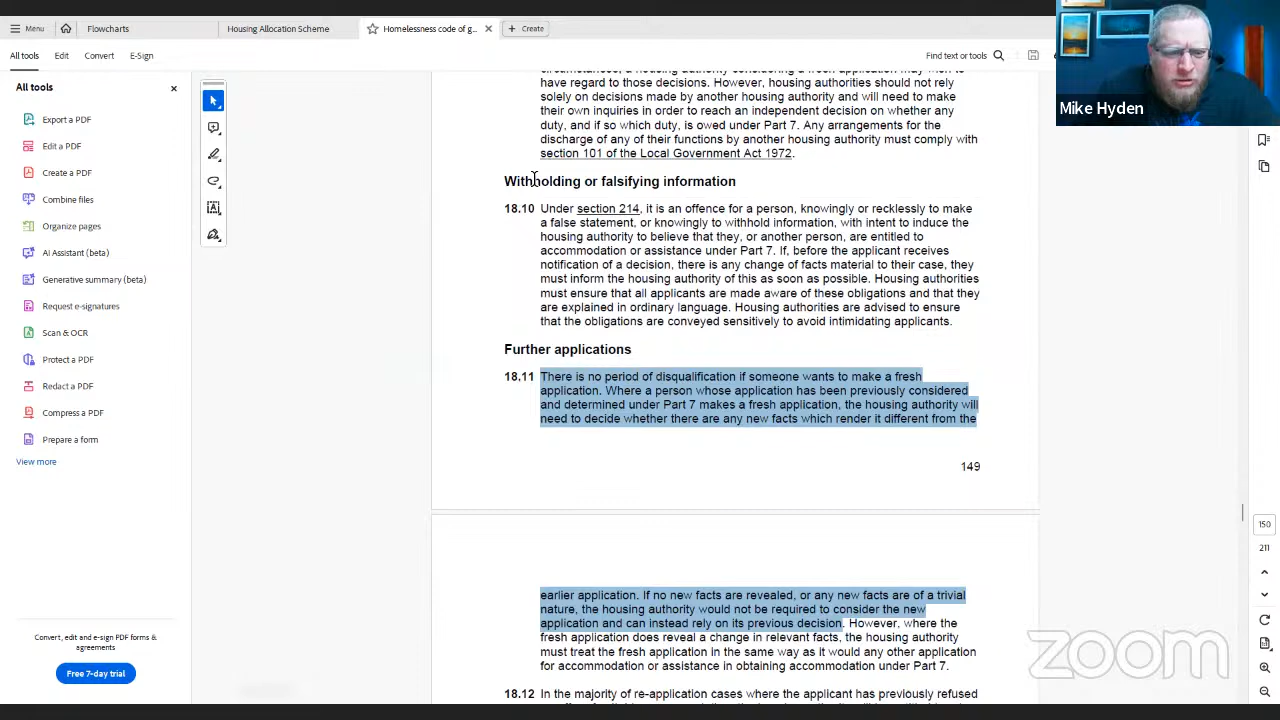 Menu
Flowcharts
Housing Allocation Scheme
Homelessness code of g...
Create
All tools
Edit
Convert
E-Sign
Find text or tools
All tools
Export a PDF
Edit a PDF
Create a PDF
Combine files
Organize pages
AI Assistant (beta)
Generative summary (beta)
Request e-signatures
Scan & OCR
Protect a PDF
Redact a PDF
Compress a PDF
Prepare a form
View more
Convert, edit and e-sign PDF forms &
agreements
Free 7-day trial
circumstances, a housing authority considering a fresh application may wish to
have regard to those decisions. However, housing authorities should not rely
solely on decisions made by another housing authority and will need to make
their own inquiries in order to reach an independent decision on whether any
duty, and if so which duty, is owed under Part 7. Any arrangements for the
discharge of any of their functions by another housing authority must comply with
section 101 of the Local Government Act 1972.
Withholding or falsifying information
18.10 Under section 214, it is an offence for a person, knowingly or recklessly to make
a false statement, or knowingly to withhold information, with intent to induce the
housing authority to believe that they, or another person, are entitled to
accommodation or assistance under Part 7. If, before the applicant receives
notification of a decision, there is any change of facts material to their case, they
must inform the housing authority of this as soon as possible. Housing authorities
must ensure that all applicants are made aware of these obligations and that they
are explained in ordinary language. Housing authorities are advised to ensure
that the obligations are conveyed sensitively to avoid intimidating applicants.
Further applications
18.11 There is no period of disqualification if someone wants to make a fresh
application. Where a person whose application has been previously considered
and determined under Part 7 makes a fresh application, the housing authority will
need to decide whether there are any new facts which render it different from the
149
earlier application. If no new facts are revealed, or any new facts are of a trivial
nature, the housing authority would not be required to consider the new
application and can instead rely on its previous decision. However, where the
fresh application does reveal a change in relevant facts, the housing authority
must treat the fresh application in the same way as it would any other application
for accommodation or assistance in obtaining accommodation under Part 7.
18.12 In the majority of re-application cases where the applicant has previously refused
Mike Hyden
150
211
zoom